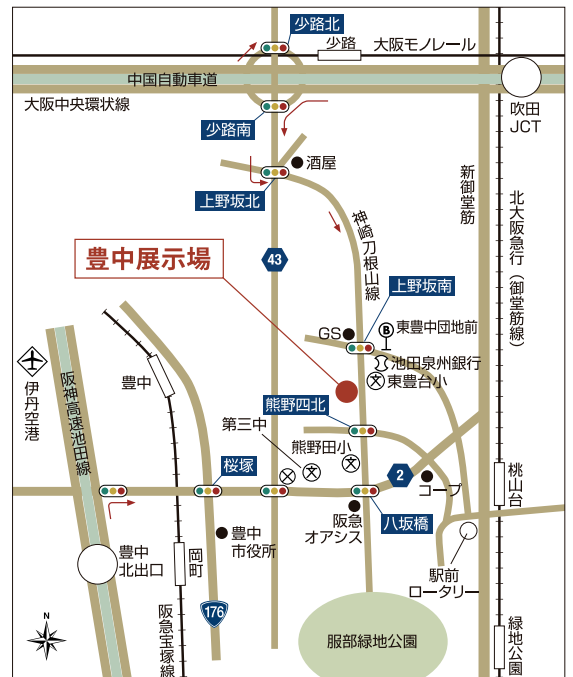 少路北
少路
大阪モノレール
中国自動車道
大阪中央環状線
吹田
JCT
少路南
酒屋
上野坂北
新御堂筋
北大阪急行（御堂筋線）
神崎刀根山線
43
豊中展示場
上野坂南
GS
B
東豊中団地前
池田泉州銀行
文
東豊台小
伊丹空港
阪神高速池田線
豊中
熊野四北
第三中
熊野田小
文
文
文
桜塚
2
コープ
桃山台
八坂橋
阪急
オアシス
豊中
市役所
豊中
北出口
岡町
駅前
ロータリー
176
阪急宝塚線
服部緑地公園
緑地公園
N